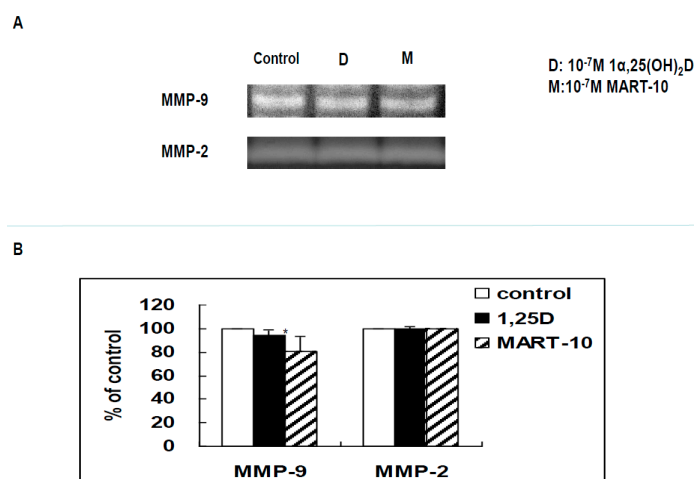 A
Control D M
D: 10⁻⁷M 1α,25(OH)₂D
M:10⁻⁷M MART-10
MMP-9
MMP-2
B
control
1,25D
MART-10
% of control
120
100
80
60
40
20
0
*
MMP-9 MMP-2